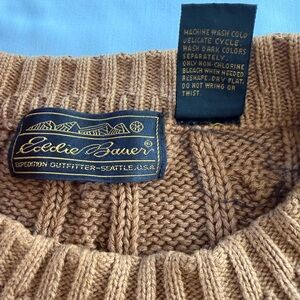 Eddie Bauer®
EXPEDITION OUTFITTER-SEATTLE, U.S.A.
MACHINE WASH COLD
DELICATE CYCLE.
WASH DARK COLORS
SEPARATELY.
ONLY NON-CHLORINE
BLEACH WHEN NEEDED
RESHAPE. DRY FLAT,
DO NOT WRING OR
TWIST.